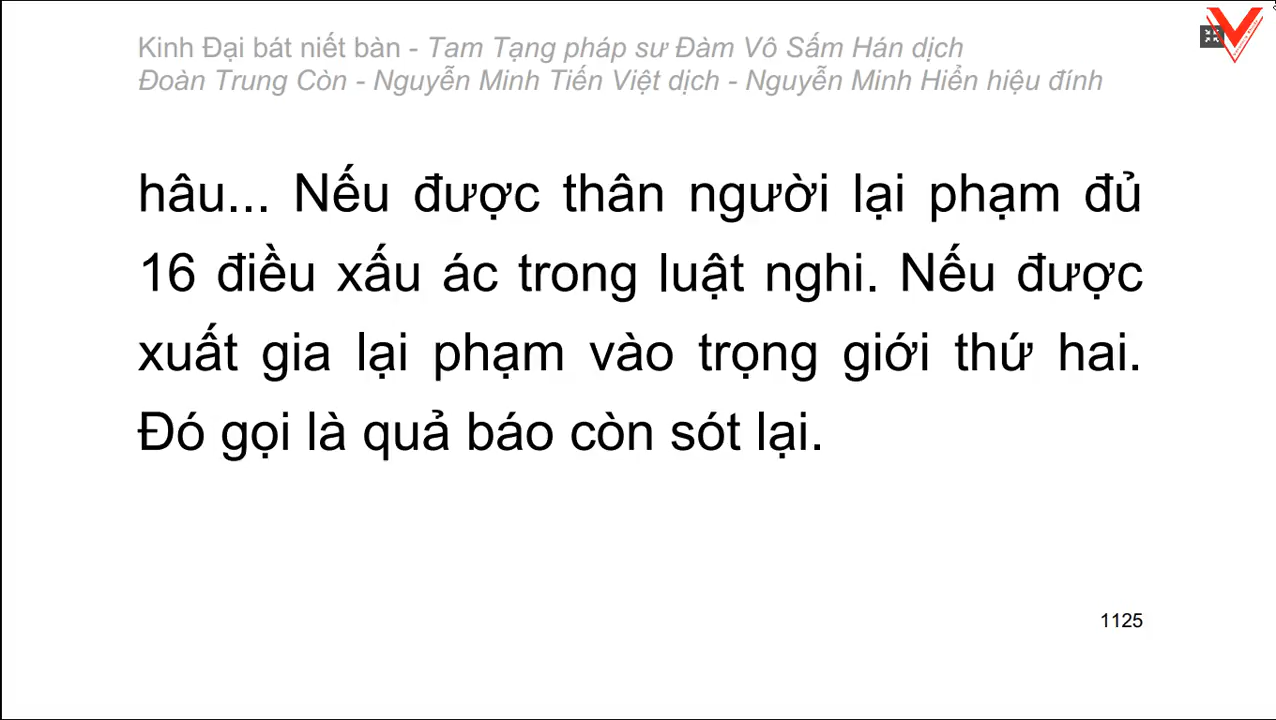 Kinh Đại bát niết bàn - Tam Tạng pháp sư Đàm Vô Sấm Hán dịch
Đoàn Trung Còn - Nguyễn Minh Tiến Việt dịch - Nguyễn Minh Hiển hiệu đính
hâu... Nếu được thân người lại phạm đủ
16 điều xấu ác trong luật nghi. Nếu được
xuất gia lại phạm vào trọng giới thứ hai.
Đó gọi là quả báo còn sót lại.
1125